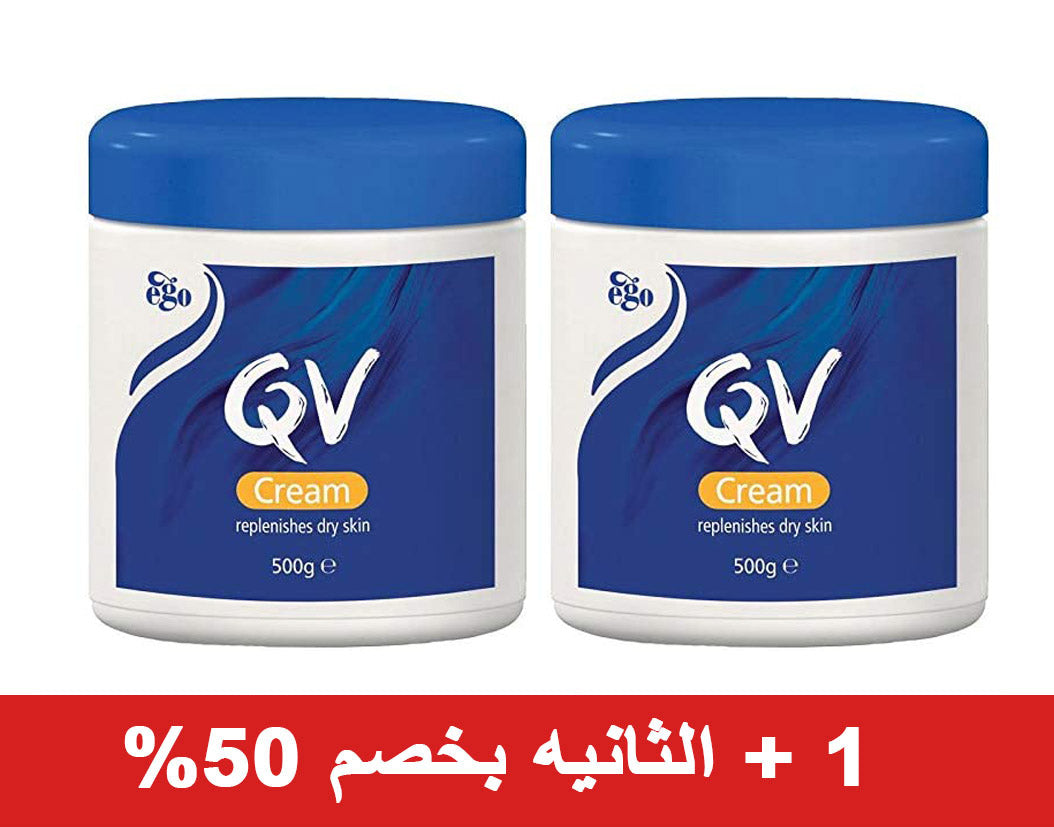 ego
QV
Cream
replenishes dry skin
500g ℮
ego
QV
Cream
replenishes dry skin
500g ℮
1 + الثانيه بخصم 50%